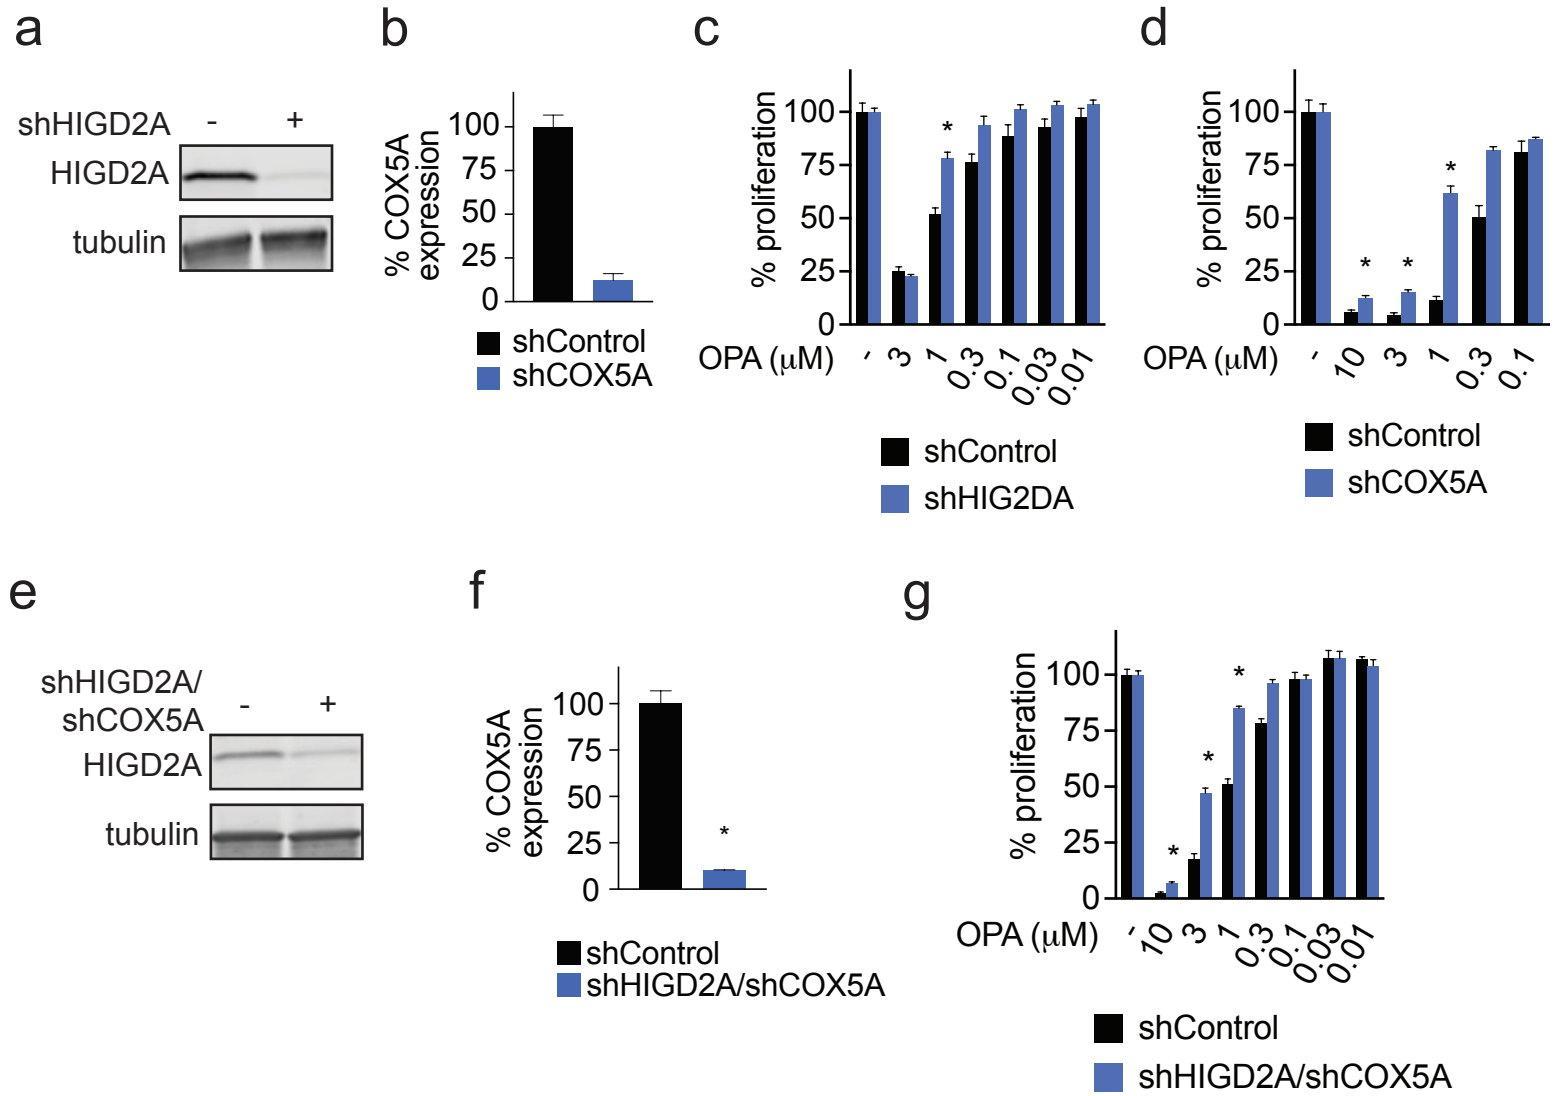 a
shHIGD2A - +
HIGD2A
tubulin
b
% COX5A
expression
100
75
50
25
0
shControl
shCOX5A
c
% proliferation
100
75
50
25
0
OPA (μM) - 3 1 0.3 0.1 0.03 0.01
*
shControl
shHIG2DA
d
% proliferation
100
75
50
25
0
OPA (μM) - 10 3 1 0.3 0.1
* * *
shControl
shCOX5A
e
shHIGD2A/
shCOX5A - +
HIGD2A
tubulin
f
% COX5A
expression
100
75
50
25
0
*
shControl
shHIGD2A/shCOX5A
g
% proliferation
100
75
50
25
0
OPA (μM) - 10 3 1 0.3 0.1 0.03 0.01
* * *
shControl
shHIGD2A/shCOX5A